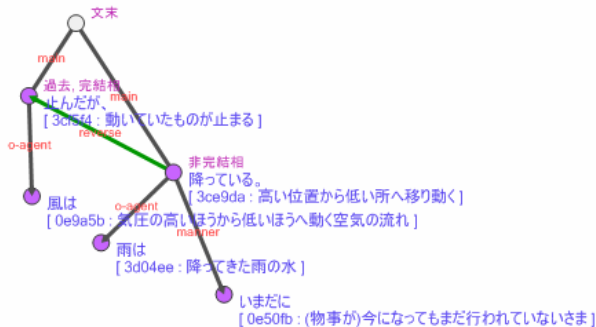 文末
main
main
過去, 完結相
止んだが、
[ 3cf5f4 : 動いていたものが止まる ]
reverse
o-agent
非完結相
降っている。
[ 3ce9da : 高い位置から低い所へ移り動く ]
o-agent
風は
[ 0e9a5b : 気圧の高いほうから低いほうへ動く空気の流れ ]
manner
雨は
[ 3d04ee : 降ってきた雨の水 ]
いまだに
[ 0e50fb : (物事が)今になってもまだ行われていないさま ]